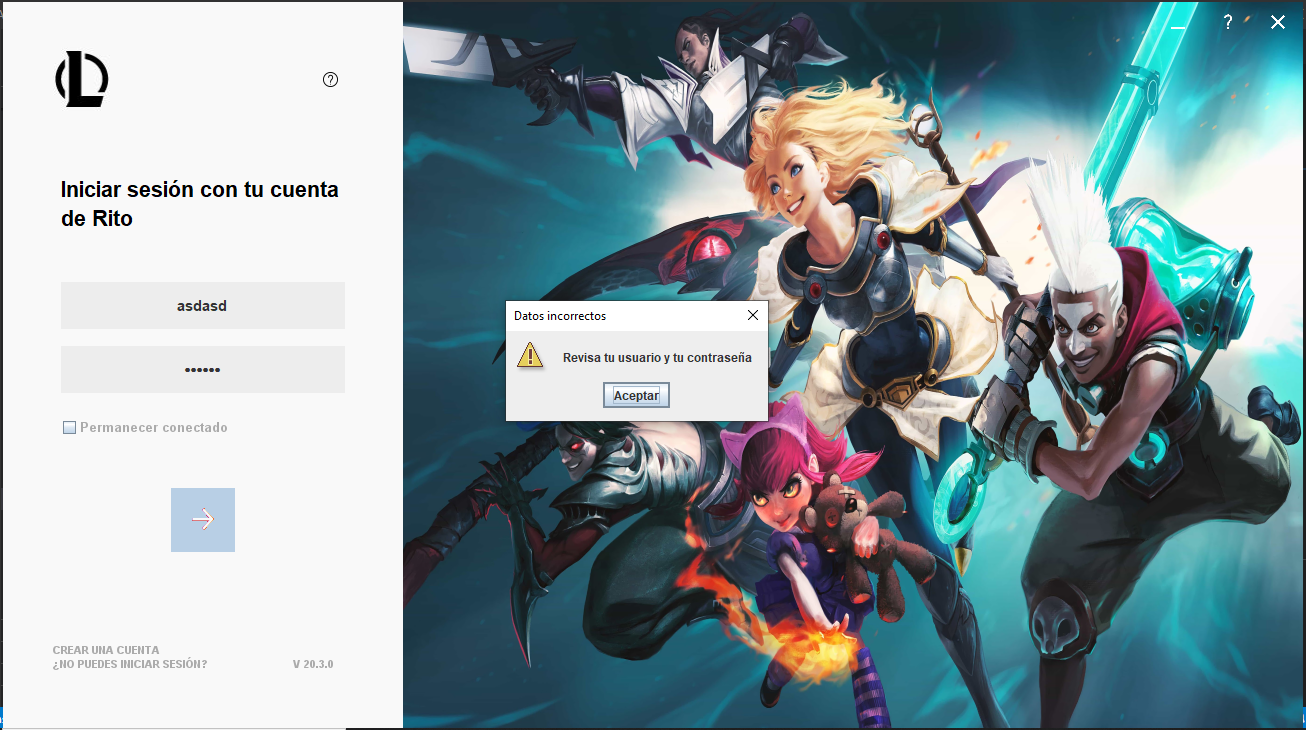 Iniciar sesión con tu cuenta
de Rito
asdasd
••••••
Permanecer conectado
CREAR UNA CUENTA
¿NO PUEDES INICIAR SESIÓN?
V 20.3.0
Datos incorrectos
Revisa tu usuario y tu contraseña
Aceptar